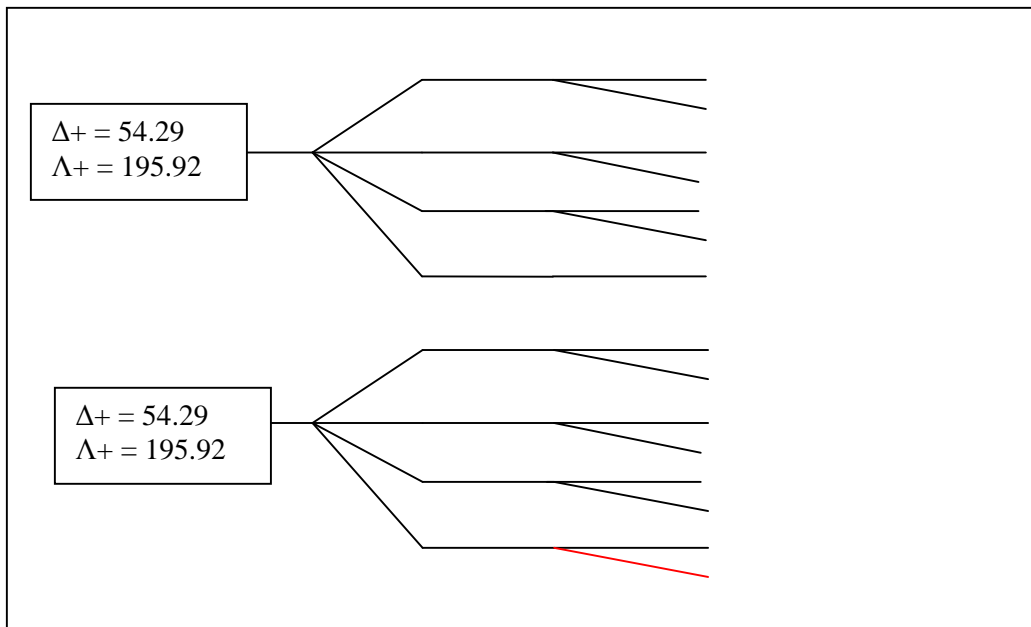 Δ+ = 54.29
Λ+ = 195.92
Δ+ = 54.29
Λ+ = 195.92